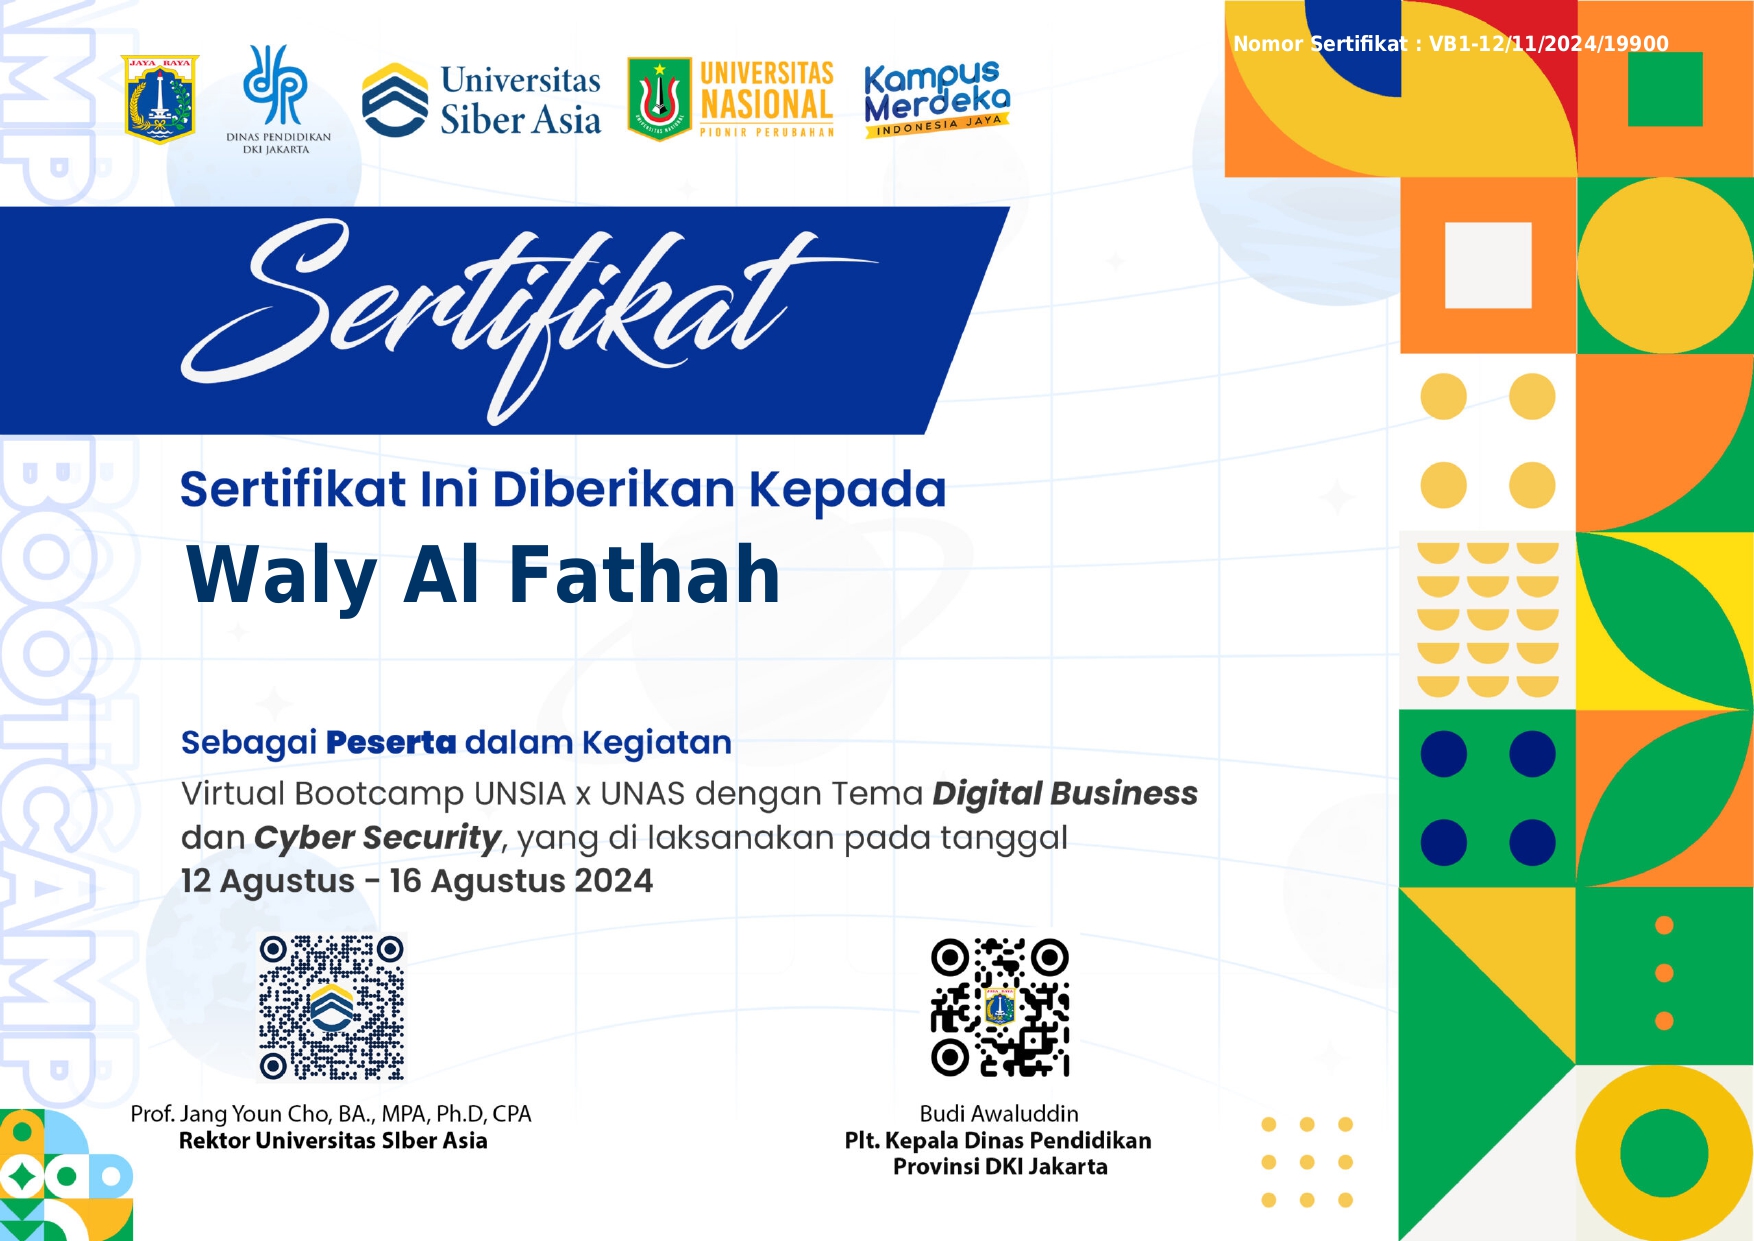 Nomor Sertifikat : VB1-12/11/2024/19900
JAYA RAYA
DINAS PENDIDIKAN
DKI JAKARTA
Universitas
Siber Asia
UNIVERSITAS
NASIONAL
PIONIR PERUBAHAN
Kampus
Merdeka
INDONESIA JAYA
Sertifikat
Sertifikat Ini Diberikan Kepada
Waly Al Fathah
Sebagai Peserta dalam Kegiatan
Virtual Bootcamp UNSIA x UNAS dengan Tema Digital Business
dan Cyber Security, yang di laksanakan pada tanggal
12 Agustus - 16 Agustus 2024
Prof. Jang Youn Cho, BA., MPA, Ph.D, CPA
Rektor Universitas SIber Asia
Budi Awaluddin
Plt. Kepala Dinas Pendidikan
Provinsi DKI Jakarta
BOOTCAMP